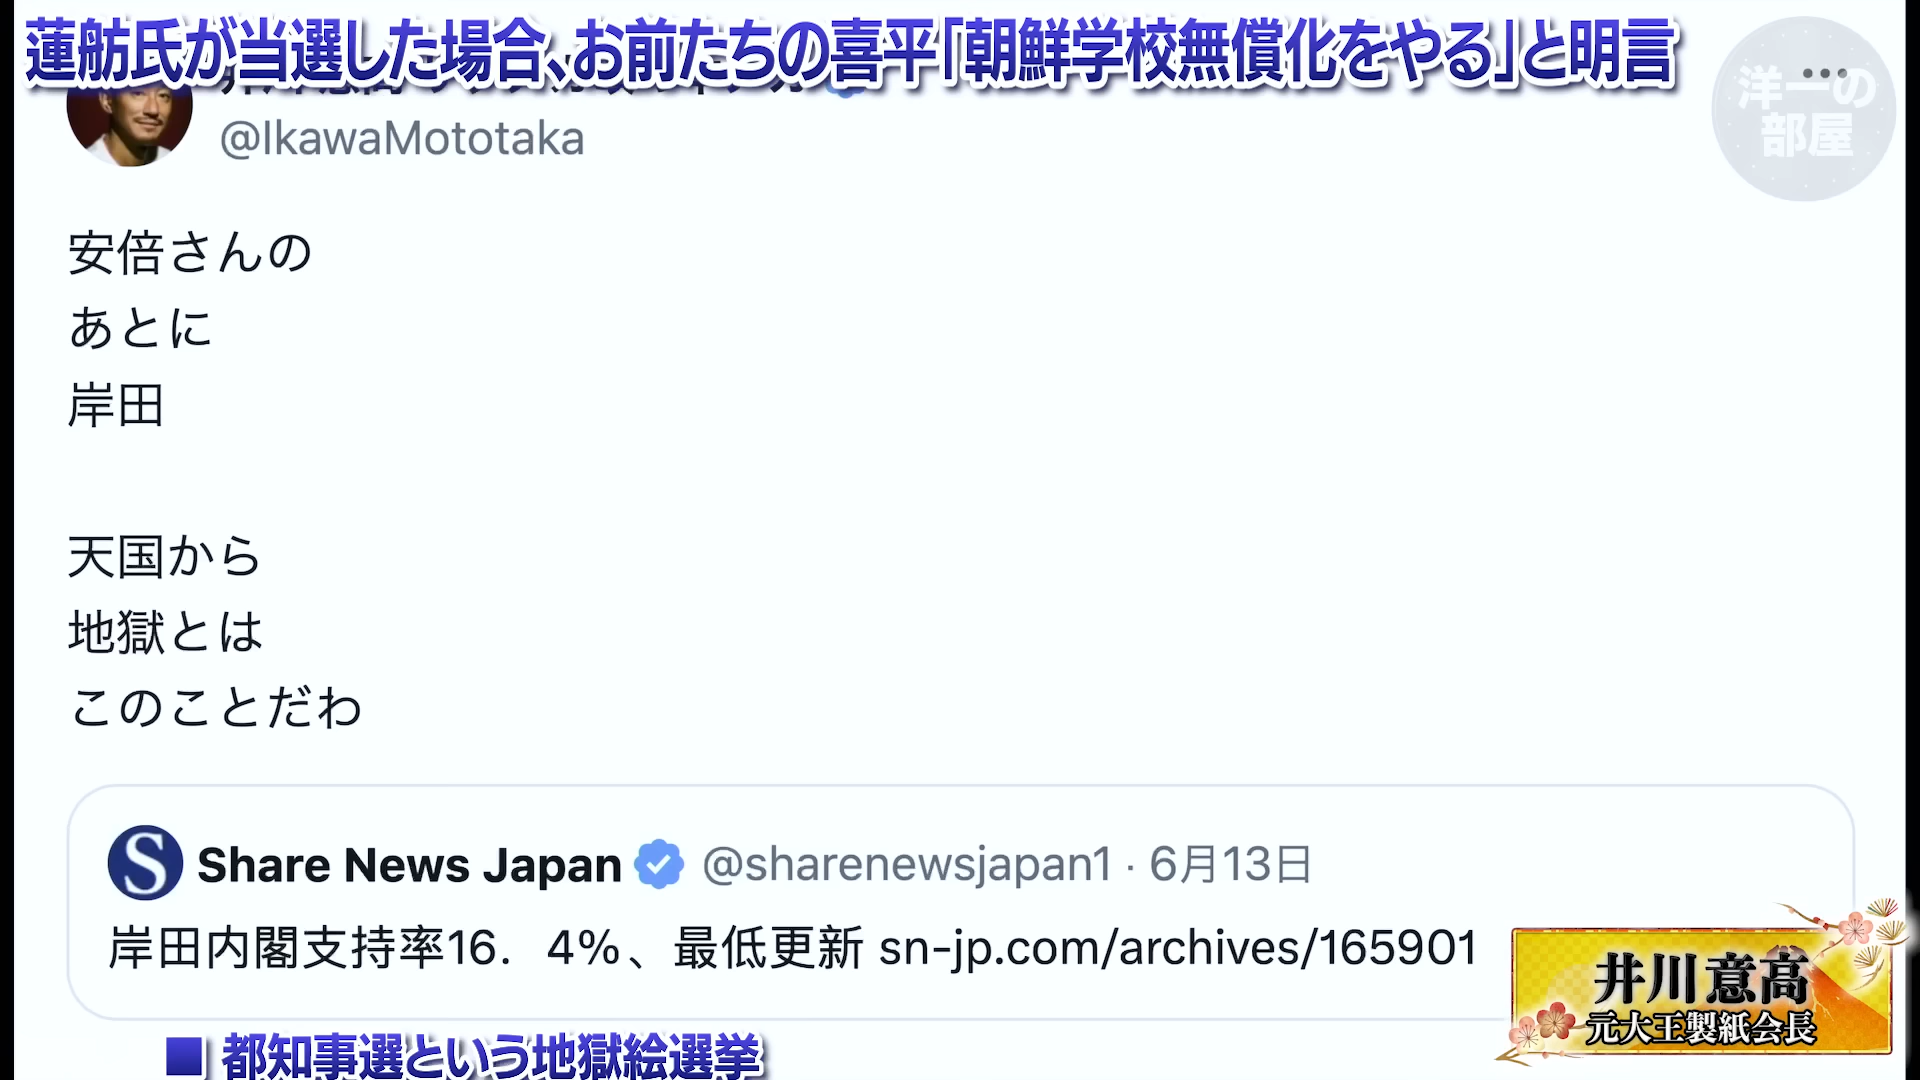 蓮舫氏が当選した場合、お前たちの喜平「朝鮮学校無償化をやる」と明言
洋一の
部屋
@IkawaMototaka
安倍さんの
あとに
岸田
天国から
地獄とは
このことだわ
Share News Japan @sharenewsjapan1 · 6月13日
岸田内閣支持率16．4%、最低更新 sn-jp.com/archives/165901
井川意高
元大王製紙会長
■ 都知事選という地獄絵選挙